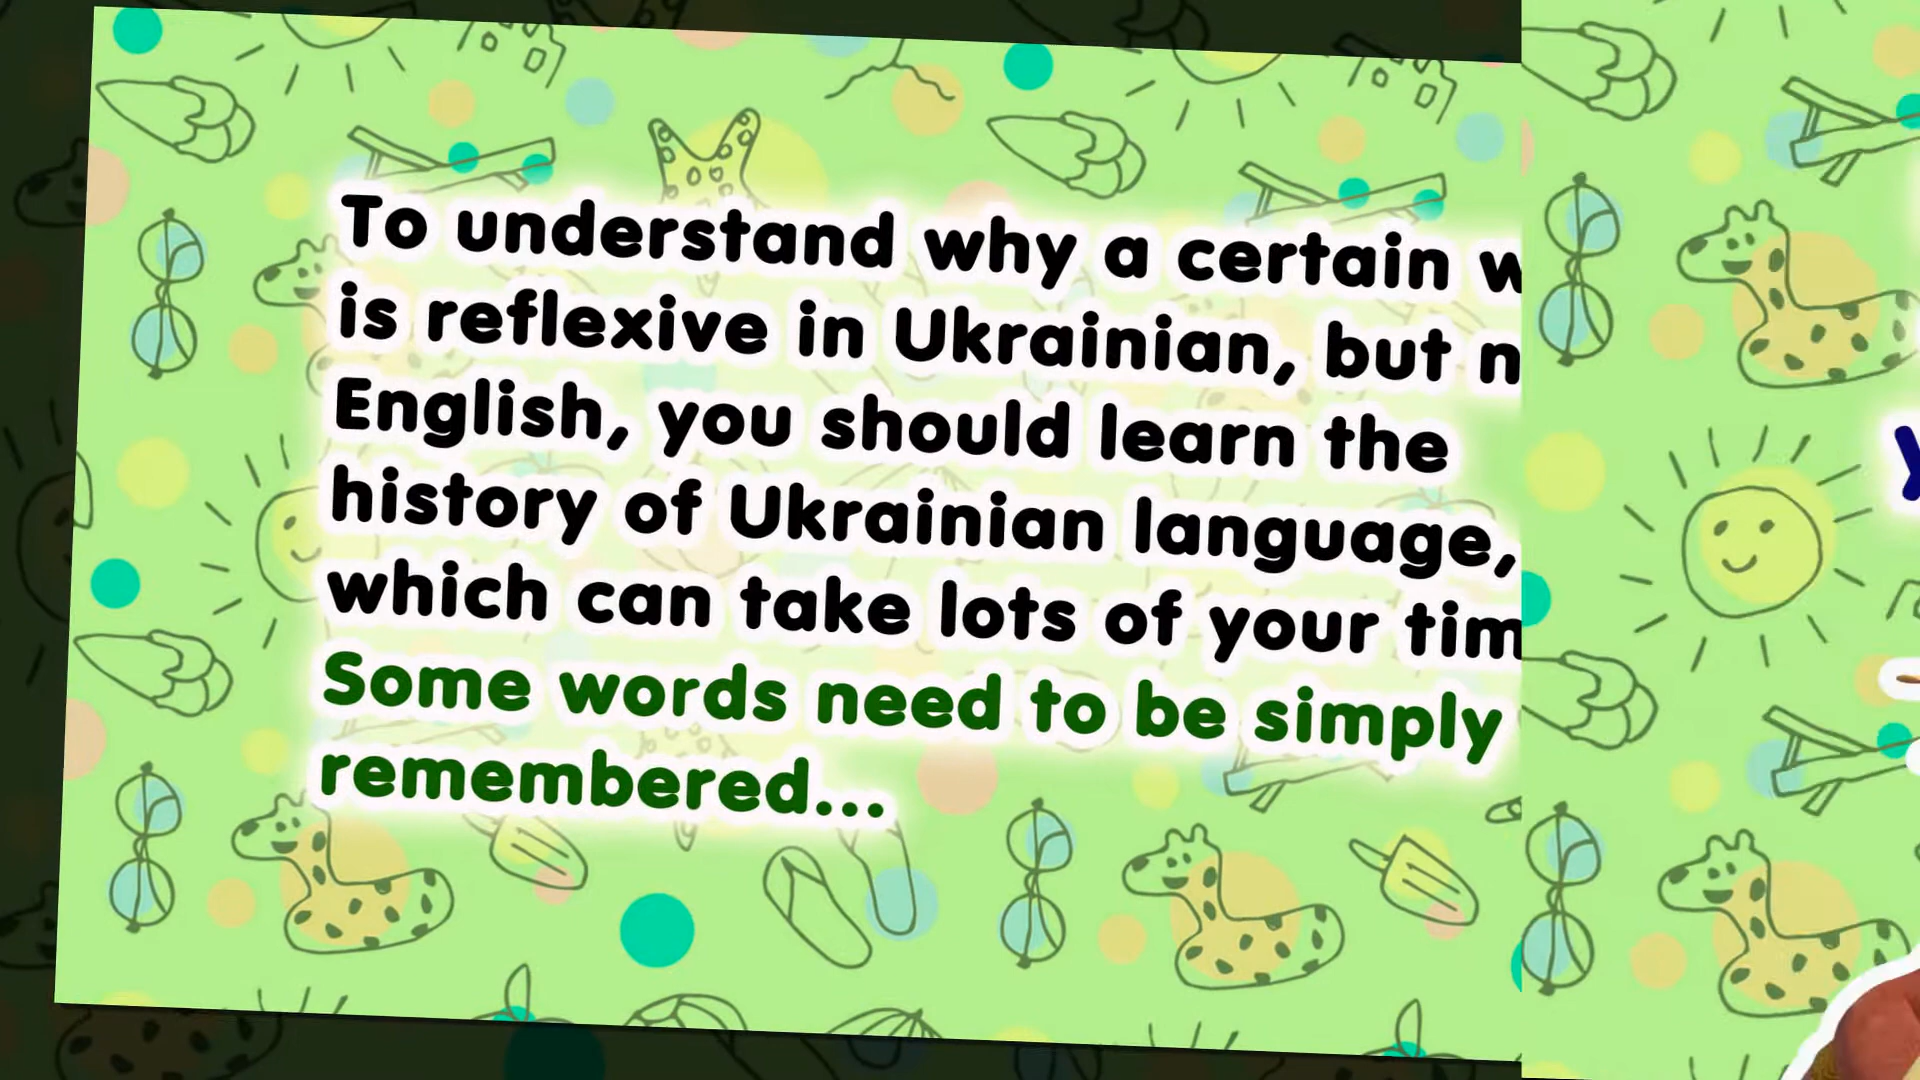 To understand why a certain
is reflexive in Ukrainian, but
English, you should learn the
history of Ukrainian language,
which can take lots of your
Some words need to be simply
remembered...